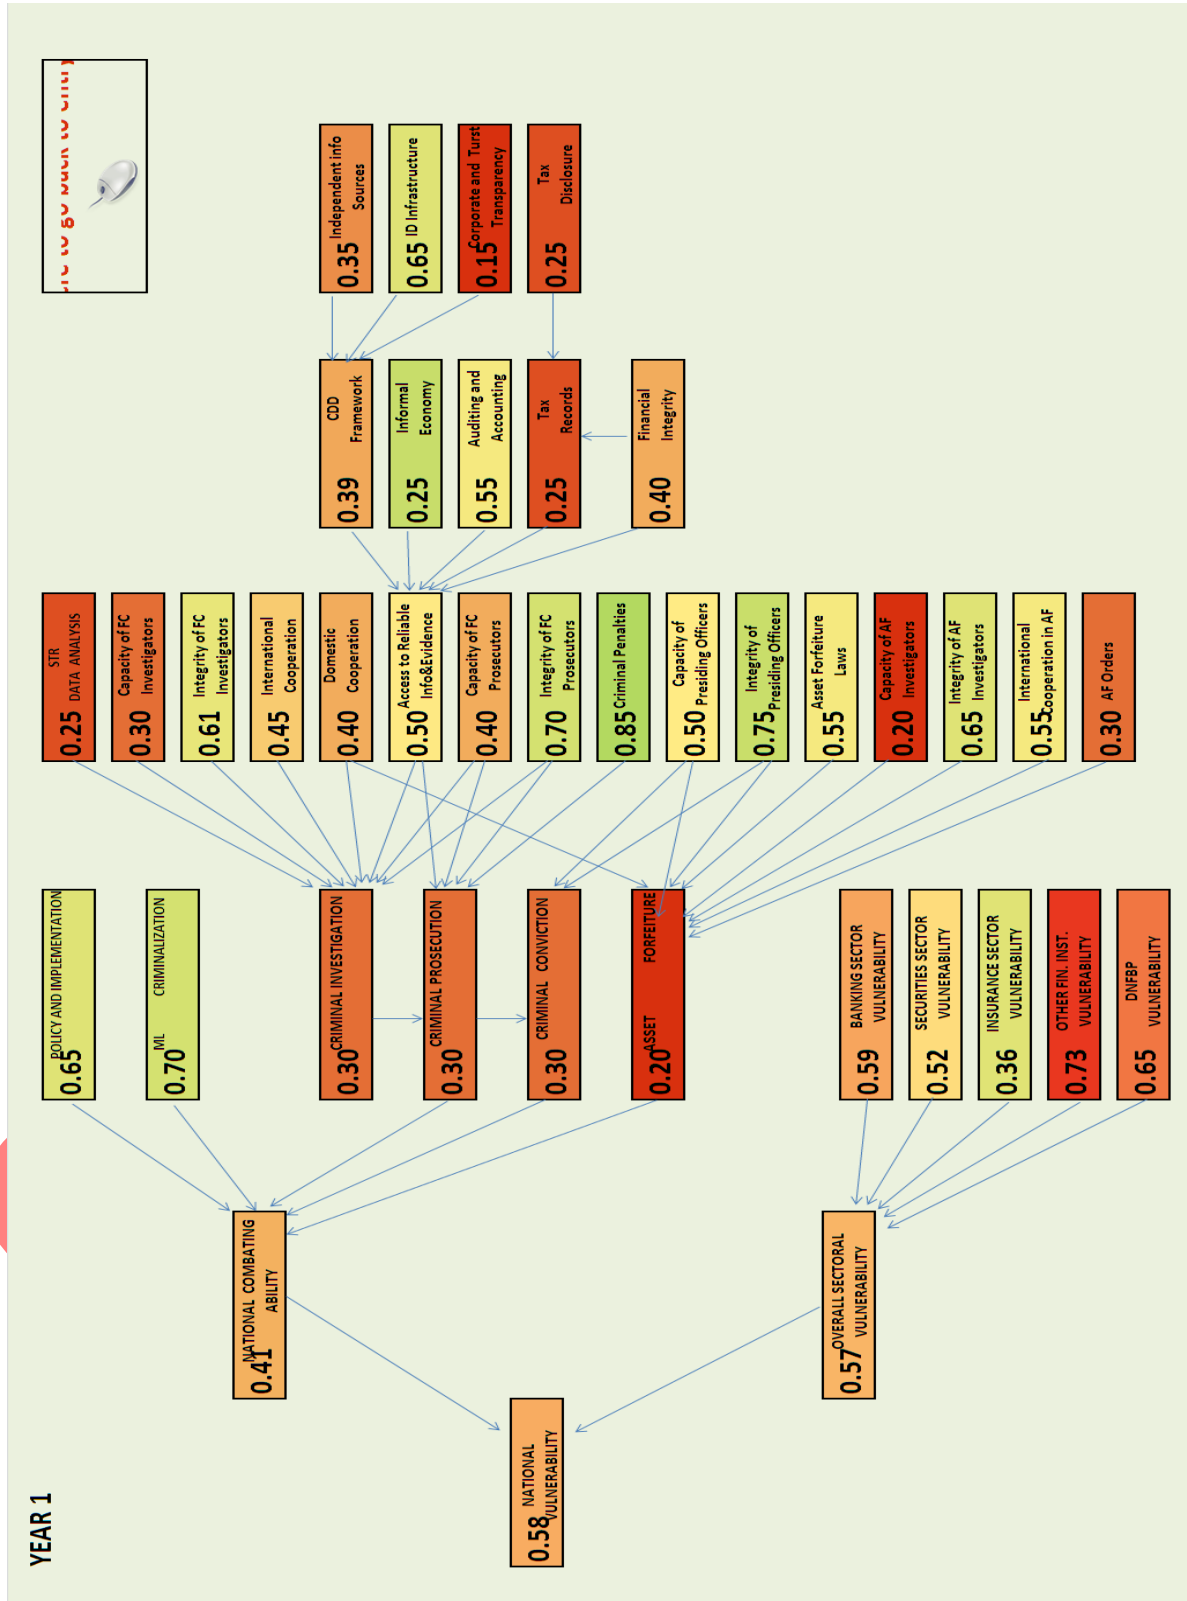 YEAR 1
to go back to
0.58 NATIONAL
VULNERABILITY
0.41 NATIONAL COMBATING
ABILITY
0.57 OVERALL SECTORAL
VULNERABILITY
0.65 POLICY AND IMPLEMENTATION
0.70 ML CRIMINALIZATION
0.30 CRIMINAL INVESTIGATION
0.30 CRIMINAL PROSECUTION
0.30 CRIMINAL CONVICTION
0.20 ASSET FORFEITURE
0.59 BANKING SECTOR
VULNERABILITY
0.52 SECURITIES SECTOR
VULNERABILITY
0.36 INSURANCE SECTOR
VULNERABILITY
0.73 OTHER FIN. INST.
VULNERABILITY
0.65 DNFBP
VULNERABILITY
0.25 STR
DATA ANALYSIS
0.30 Capacity of FC
Investigators
0.61 Integrity of FC
Investigators
0.45 International
Cooperation
0.40 Domestic
Cooperation
0.50 Access to Reliable
Info&Evidence
0.40 Capacity of FC
Prosecutors
0.70 Integrity of FC
Prosecutors
0.85 Criminal Penalties
0.50 Capacity of
Presiding Officers
0.75 Integrity of
Presiding Officers
0.55 Asset Forfeiture
Laws
0.20 Capacity of AF
Investigators
0.65 Integrity of AF
Investigators
0.55 International
Cooperation in AF
0.30 AF Orders
0.39 CDD
Framework
0.25 Informal
Economy
0.55 Auditing and
Accounting
0.25 Tax
Records
0.40 Financial
Integrity
0.35 Independent info
Sources
0.65 ID Infrastructure
0.15 Corporate and Turst
Transparency
0.25 Tax
Disclosure